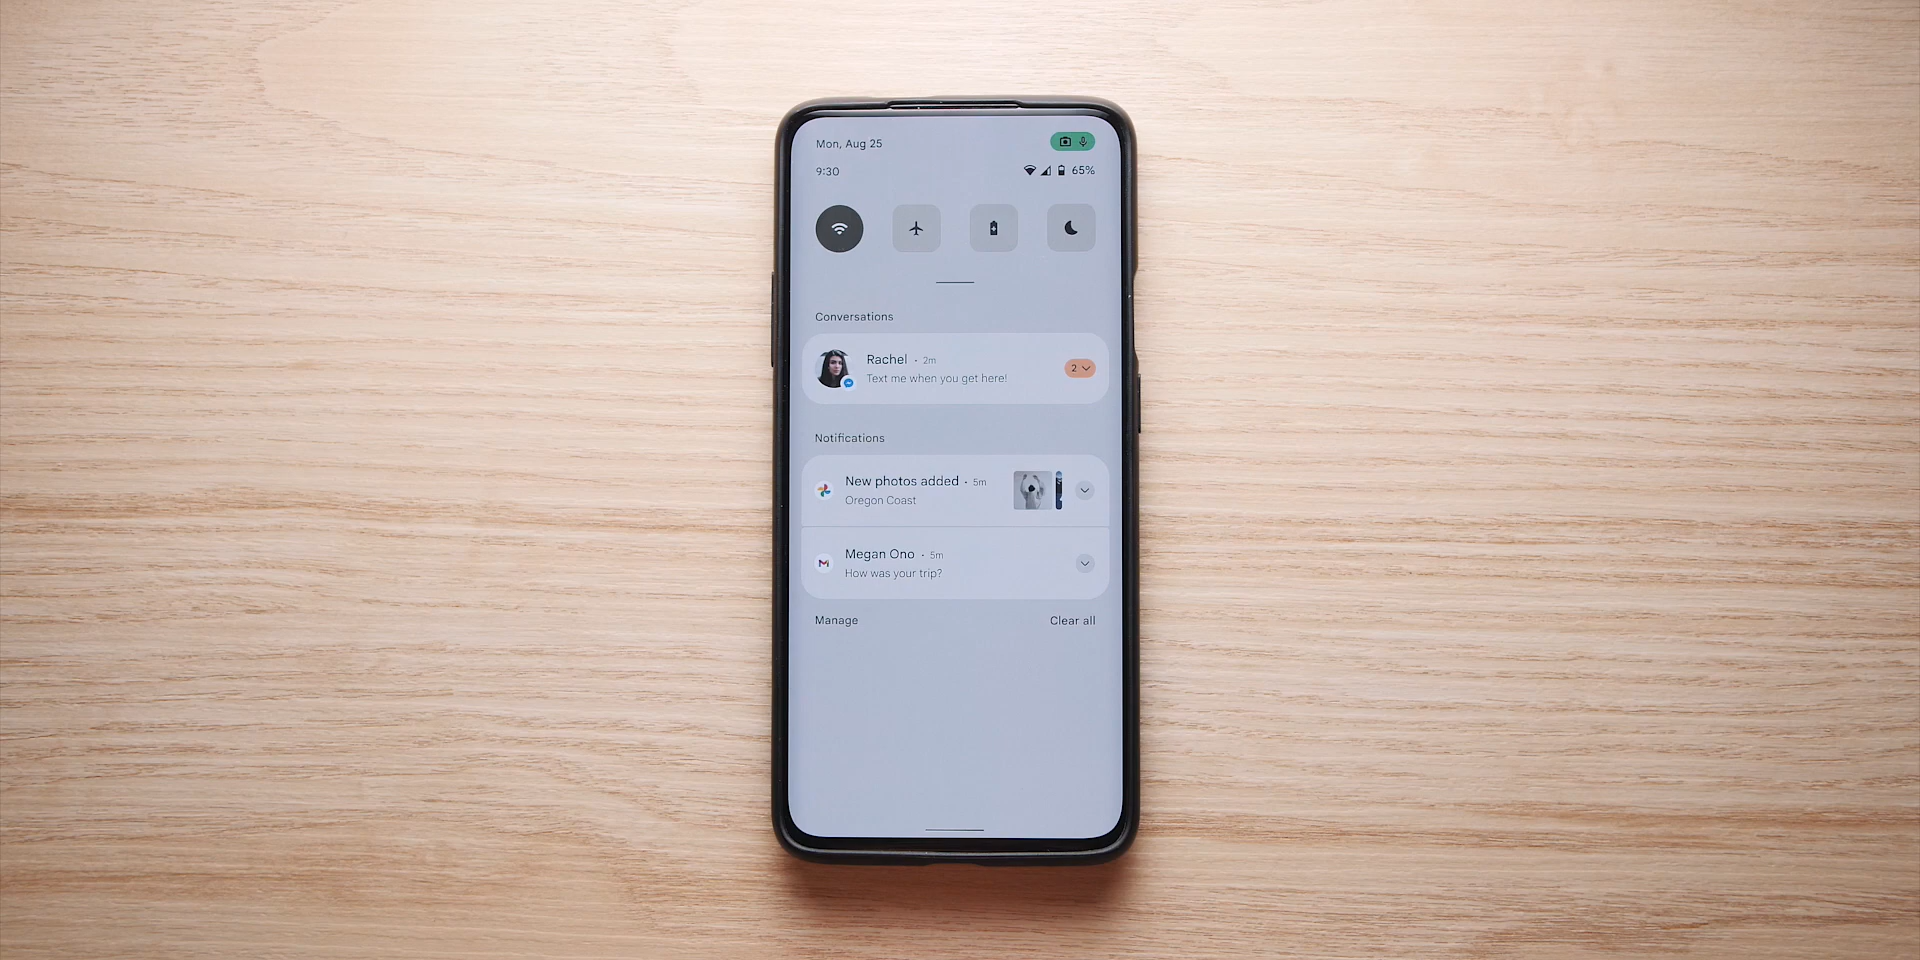 Mon, Aug 25
9:30 65%
Conversations
Rachel · 2m
Text me when you get here!
2
Notifications
New photos added · 5m
Oregon Coast
Megan Ono · 5m
How was your trip?
Manage Clear all